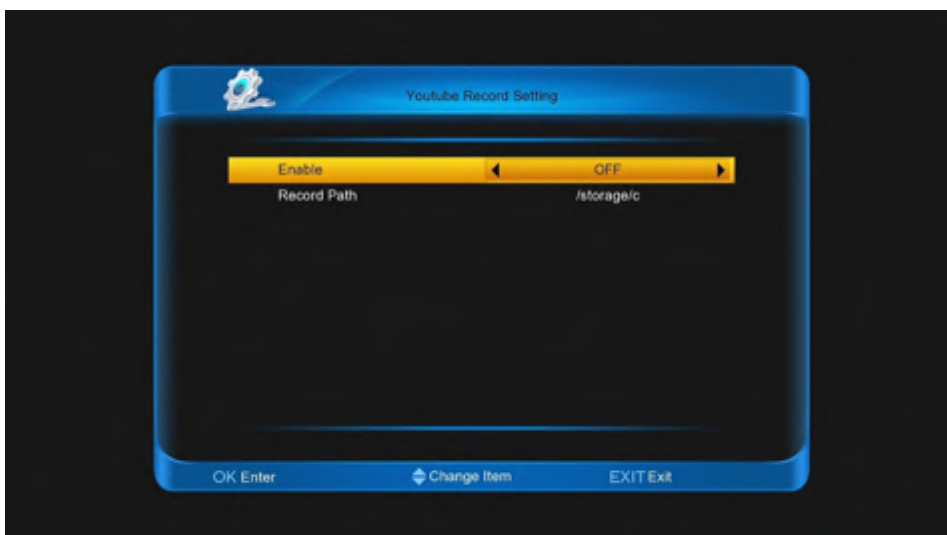 Youtube Record Setting
Enable OFF
Record Path /storage/c
OK Enter Change Item EXIT Exit